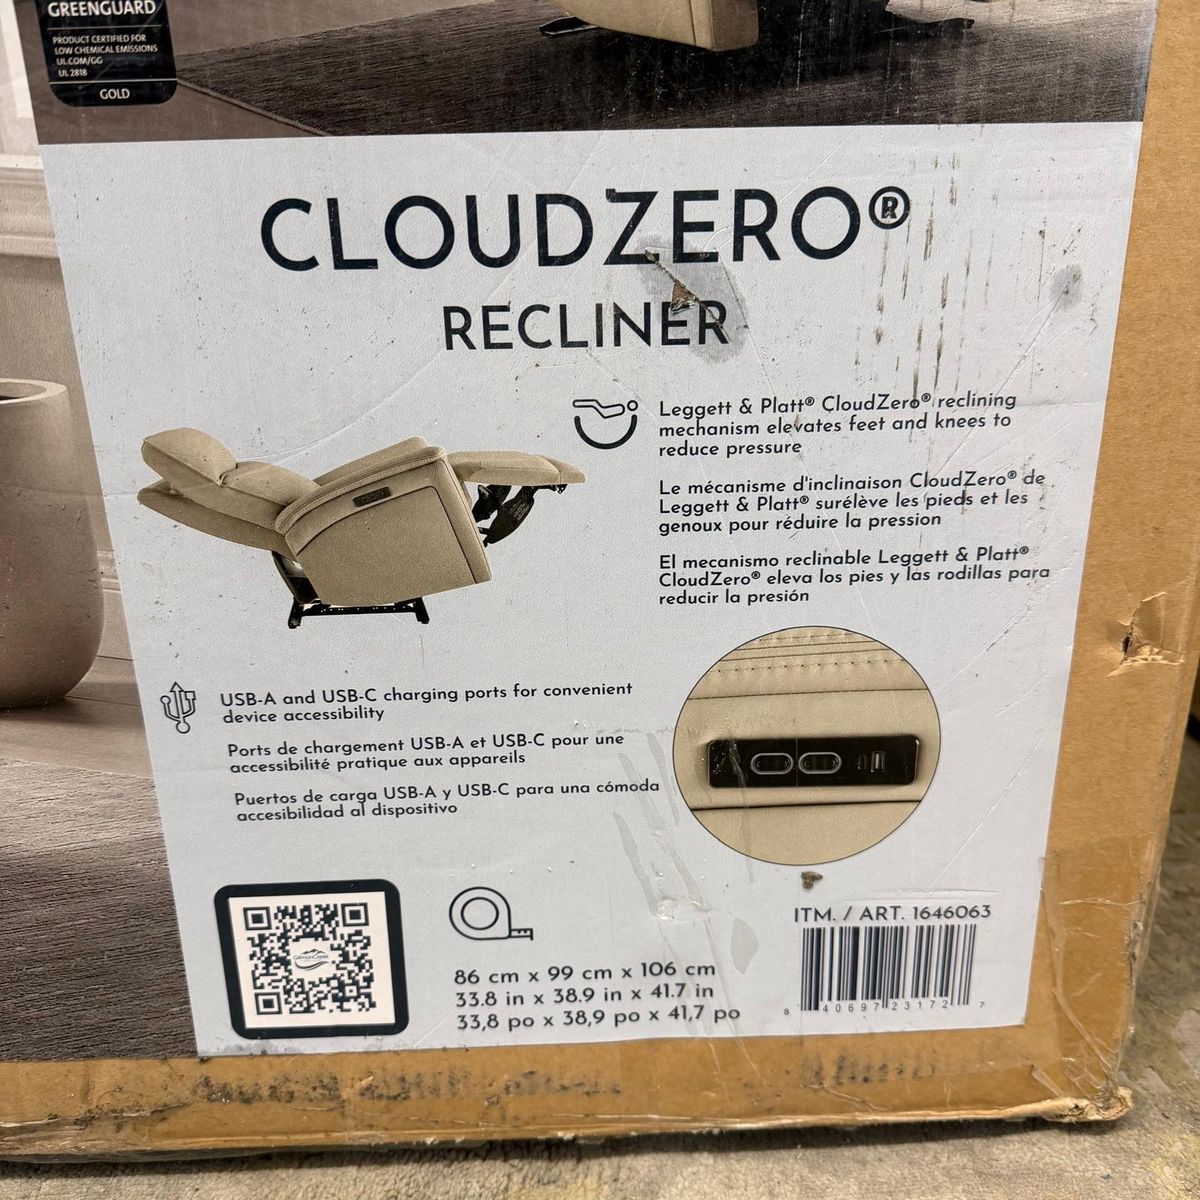 GREENGUARD
PRODUCT CERTIFIED FOR
LOW CHEMICAL EMISSIONS
UL.COM/GG
UL 2818
GOLD
CLOUDZERO®
RECLINER
Leggett & Platt® CloudZero® reclining
mechanism elevates feet and knees to
reduce pressure
Le mécanisme d'inclinaison CloudZero® de
Leggett & Platt® surélève les pieds et les
genoux pour réduire la pression
El mecanismo reclinable Leggett & Platt®
CloudZero® eleva los pies y las rodillas para
reducir la presión
USB-A and USB-C charging ports for convenient
device accessibility
Ports de chargement USB-A et USB-C pour une
accessibilité pratique aux appareils
Puertos de carga USB-A y USB-C para una cómoda
accesibilidad al dispositivo
GilmanCreek
86 cm x 99 cm x 106 cm
33.8 in x 38.9 in x 41.7 in
33,8 po x 38,9 po x 41,7 po
ITM. / ART. 1646063
8 40697 23172 7